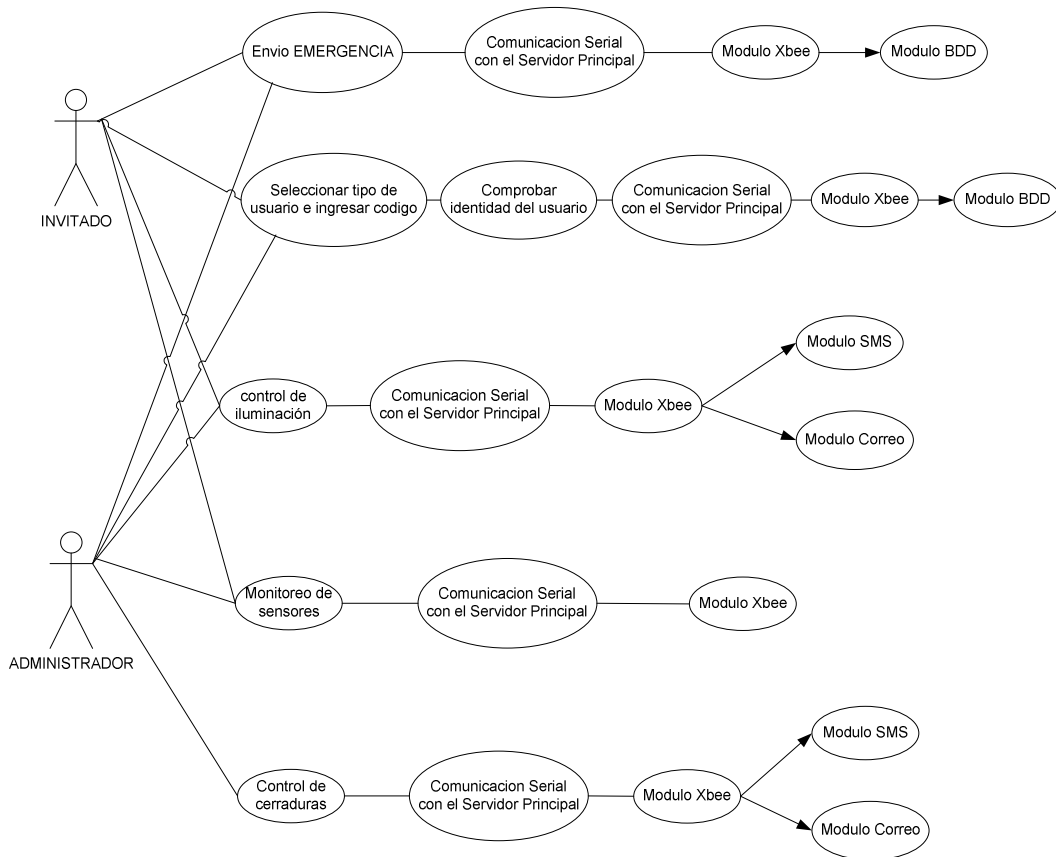 Envio EMERGENCIA
Comunicacion Serial
con el Servidor Principal
Modulo Xbee
Modulo BDD
INVITADO
Seleccionar tipo de
usuario e ingresar codigo
Comprobar
identidad del usuario
Comunicacion Serial
con el Servidor Principal
Modulo Xbee
Modulo BDD
control de
iluminación
Comunicacion Serial
con el Servidor Principal
Modulo Xbee
Modulo SMS
Modulo Correo
ADMINISTRADOR
Monitoreo de
sensores
Comunicacion Serial
con el Servidor Principal
Modulo Xbee
Control de
cerraduras
Comunicacion Serial
con el Servidor Principal
Modulo Xbee
Modulo SMS
Modulo Correo